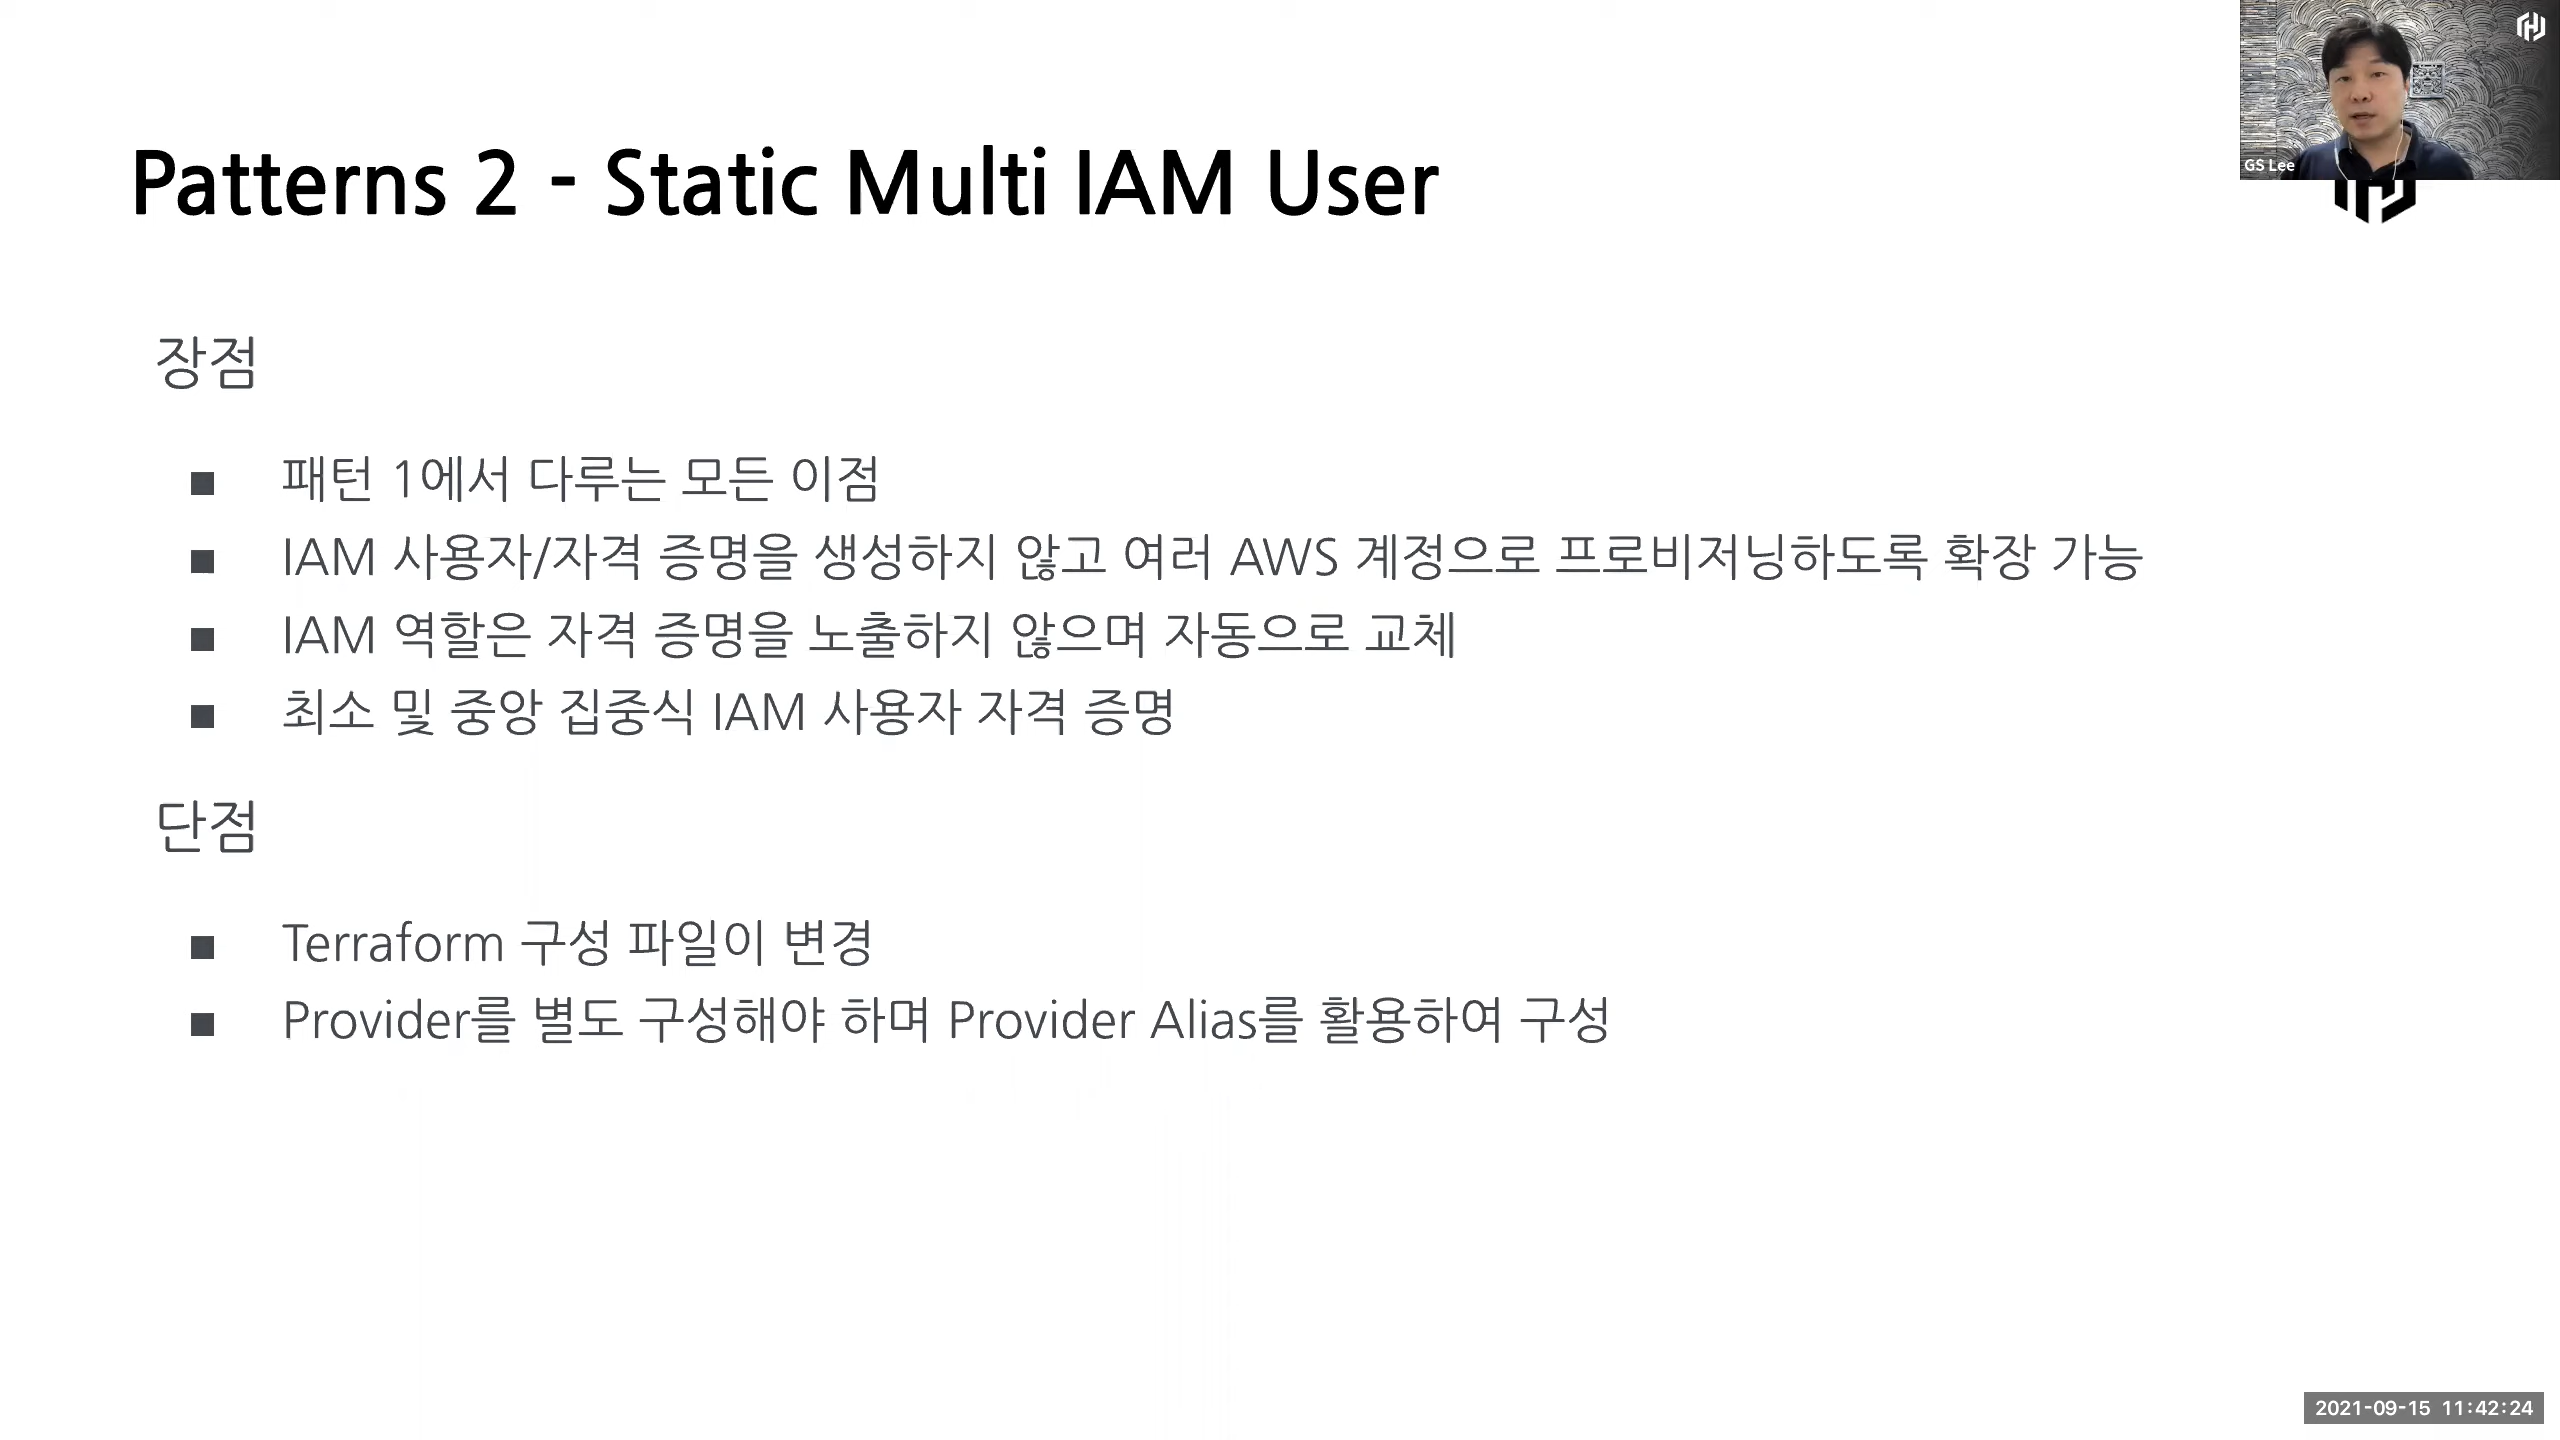 GS Lee
Patterns 2 - Static Multi IAM User
장점
■ 패턴 1에서 다루는 모든 이점
■ IAM 사용자/자격 증명을 생성하지 않고 여러 AWS 계정으로 프로비저닝하도록 확장 가능
■ IAM 역할은 자격 증명을 노출하지 않으며 자동으로 교체
■ 최소 및 중앙 집중식 IAM 사용자 자격 증명
단점
■ Terraform 구성 파일이 변경
■ Provider를 별도 구성해야 하며 Provider Alias를 활용하여 구성
2021-09-15 11:42:24